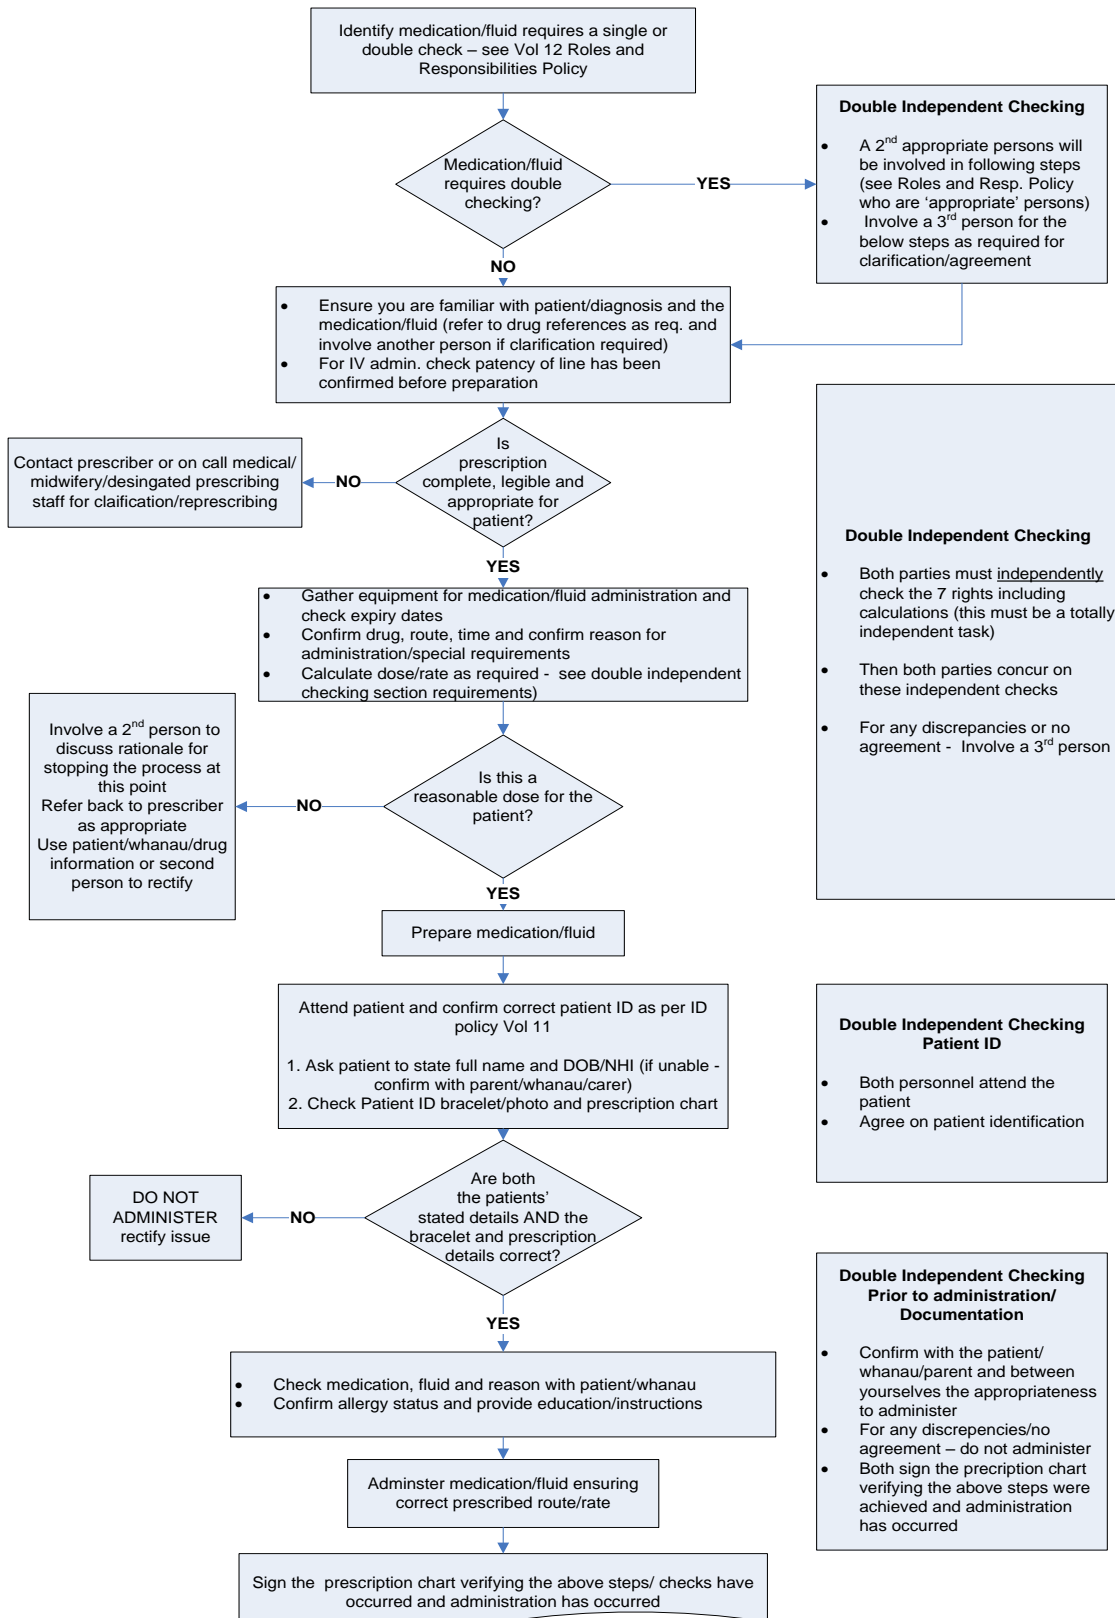 Identify medication/fluid requires a single or
double check – see Vol 12 Roles and
Responsibilities Policy
Medication/fluid
requires double
checking?
YES
NO
Double Independent Checking
• A 2nd appropriate persons will
be involved in following steps
(see Roles and Resp. Policy
who are ‘appropriate’ persons)
• Involve a 3rd person for the
below steps as required for
clarification/agreement
• Ensure you are familiar with patient/diagnosis and the
medication/fluid (refer to drug references as req. and
involve another person if clarification required)
• For IV admin. check patency of line has been
confirmed before preparation
Is
prescription
complete, legible and
appropriate for
patient?
NO
Contact prescriber or on call medical/
midwifery/desingated prescribing
staff for claification/represcribing
YES
• Gather equipment for medication/fluid administration and
check expiry dates
• Confirm drug, route, time and confirm reason for
administration/special requirements
• Calculate dose/rate as required - see double independent
checking section requirements)
Double Independent Checking
• Both parties must independently
check the 7 rights including
calculations (this must be a totally
independent task)
• Then both parties concur on
these independent checks
• For any discrepancies or no
agreement - Involve a 3rd person
Is this a
reasonable dose for the
patient?
NO
Involve a 2nd person to
discuss rationale for
stopping the process at
this point
Refer back to prescriber
as appropriate
Use patient/whanau/drug
information or second
person to rectify
YES
Prepare medication/fluid
Attend patient and confirm correct patient ID as per ID
policy Vol 11
1. Ask patient to state full name and DOB/NHI (if unable -
confirm with parent/whanau/carer)
2. Check Patient ID bracelet/photo and prescription chart
Double Independent Checking
Patient ID
• Both personnel attend the
patient
• Agree on patient identification
Are both
the patients’
stated details AND the
bracelet and prescription
details correct?
NO
DO NOT
ADMINISTER
rectify issue
YES
• Check medication, fluid and reason with patient/whanau
• Confirm allergy status and provide education/instructions
Adminster medication/fluid ensuring
correct prescribed route/rate
Sign the prescription chart verifying the above steps/ checks have
occurred and administration has occurred
Double Independent Checking
Prior to administration/
Documentation
• Confirm with the patient/
whanau/parent and between
yourselves the appropriateness
to administer
• For any discrepancies/no
agreement – do not administer
• Both sign the precription chart
verifying the above steps were
achieved and administration
has occurred